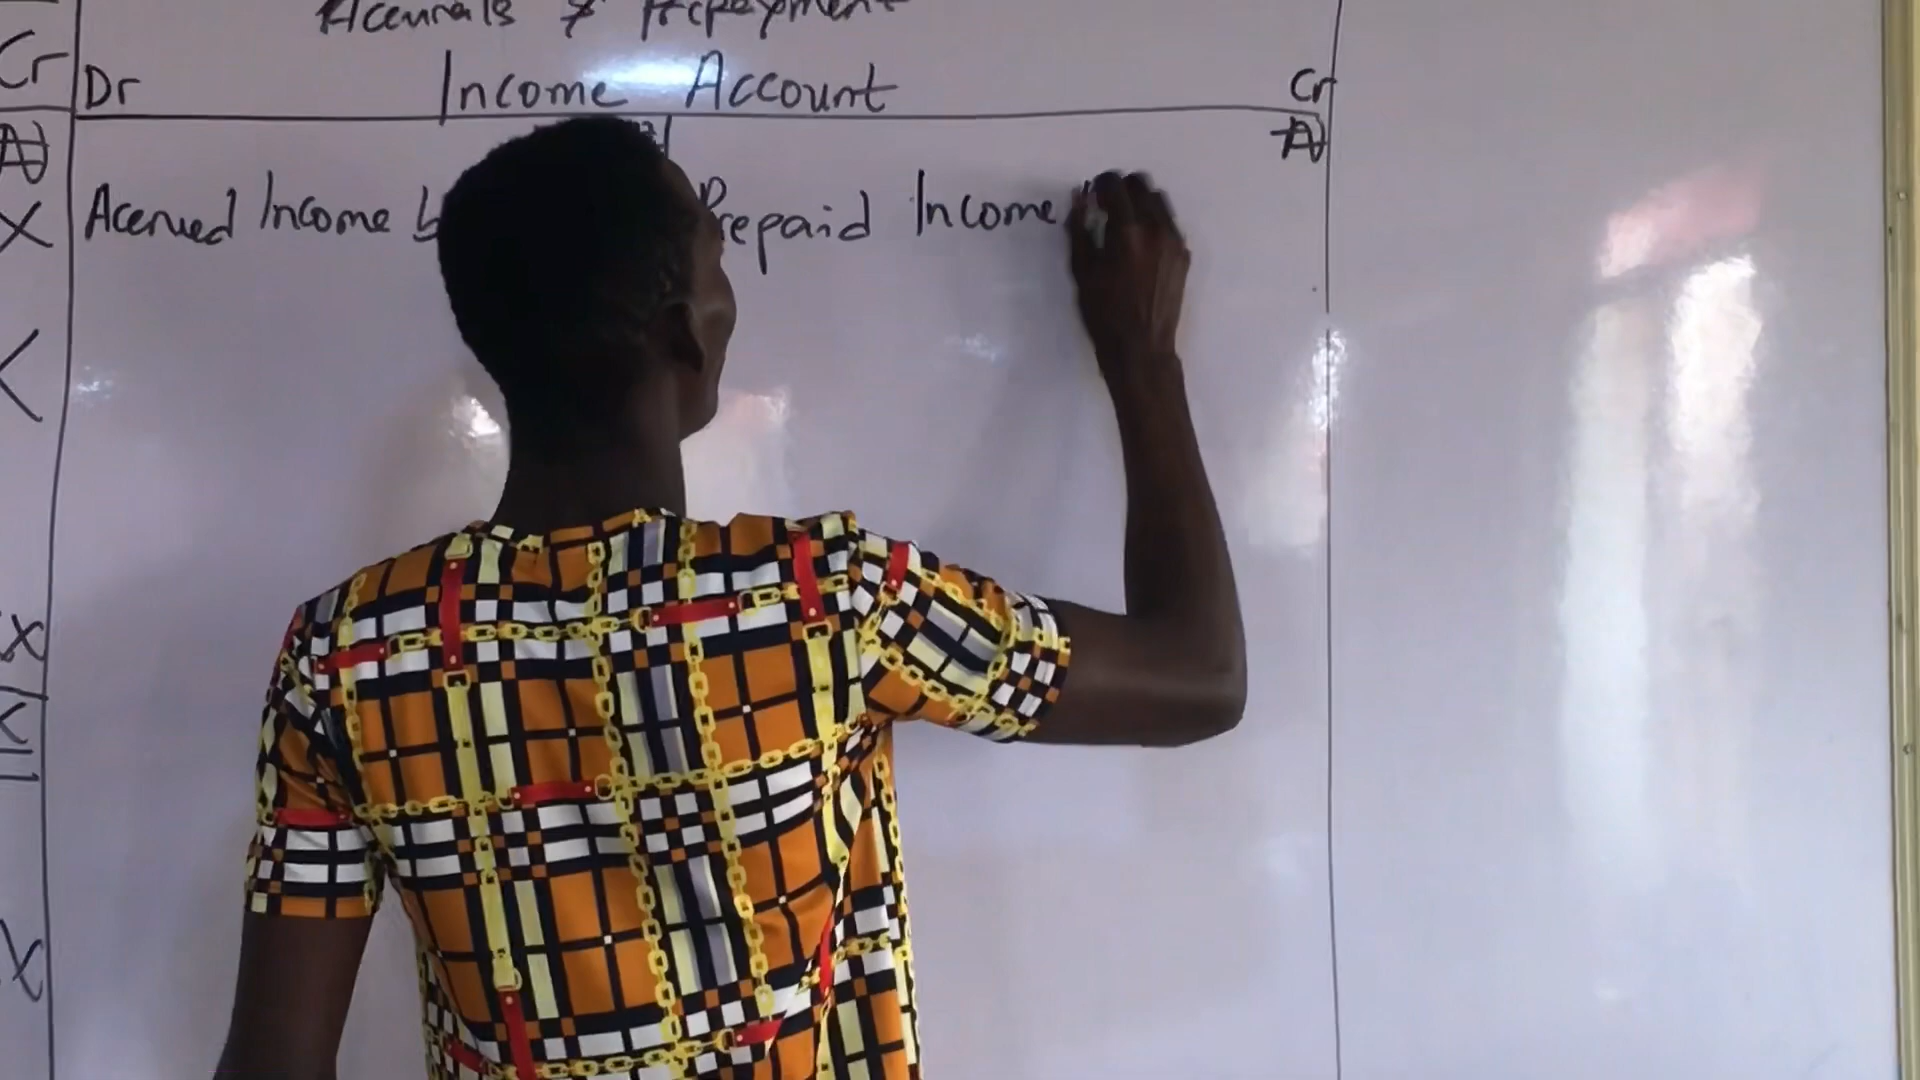 Accruals & Prepayment
Cr Dr Income Account Cr
₦ ₦
X Accrued Income b Prepaid Income
X
X
X